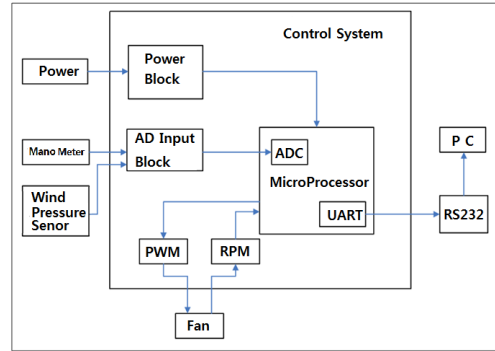 Control System
Power
Power
Block
Mano Meter
AD Input
Block
ADC
MicroProcessor
UART
Wind
Pressure
Senor
P C
RS232
PWM
RPM
Fan